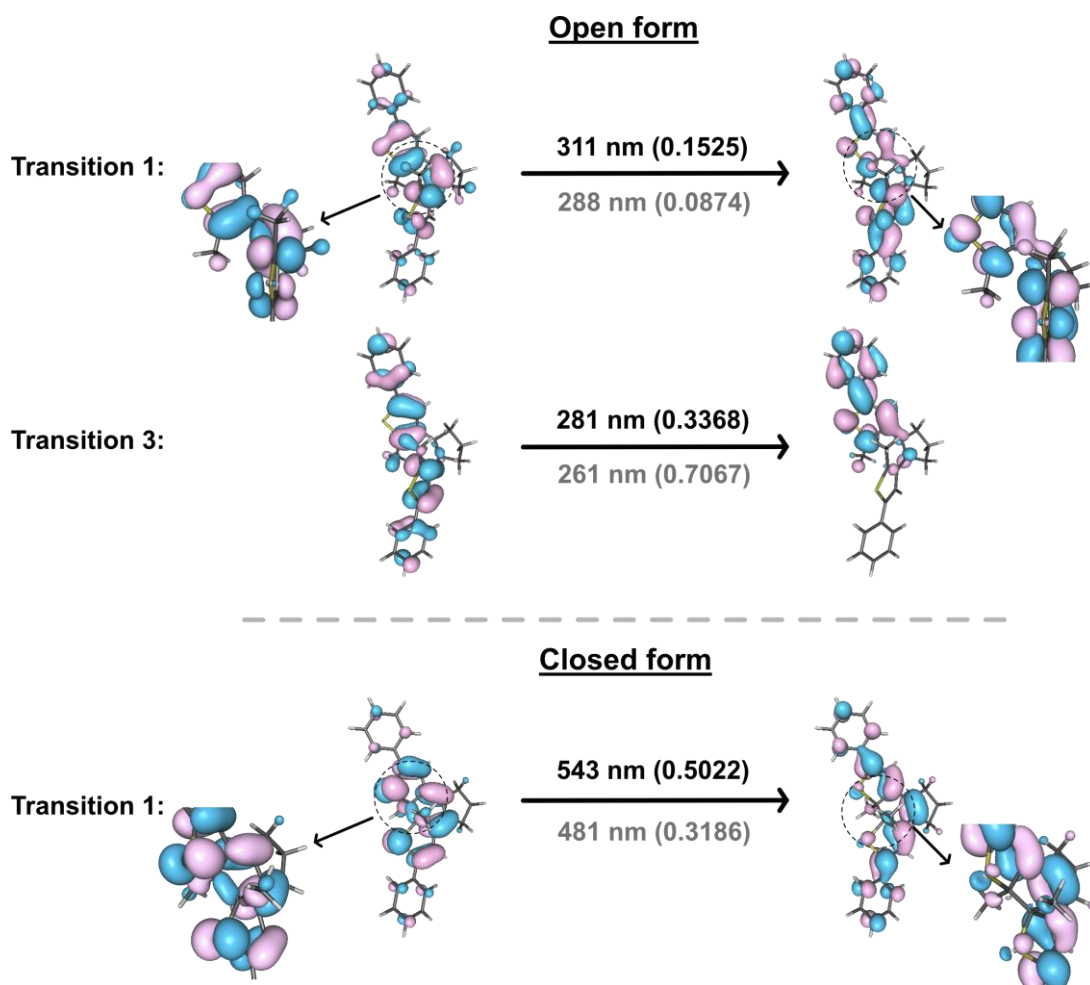 Open form
Transition 1:
311 nm (0.1525)
288 nm (0.0874)
Transition 3:
281 nm (0.3368)
261 nm (0.7067)
Closed form
Transition 1:
543 nm (0.5022)
481 nm (0.3186)